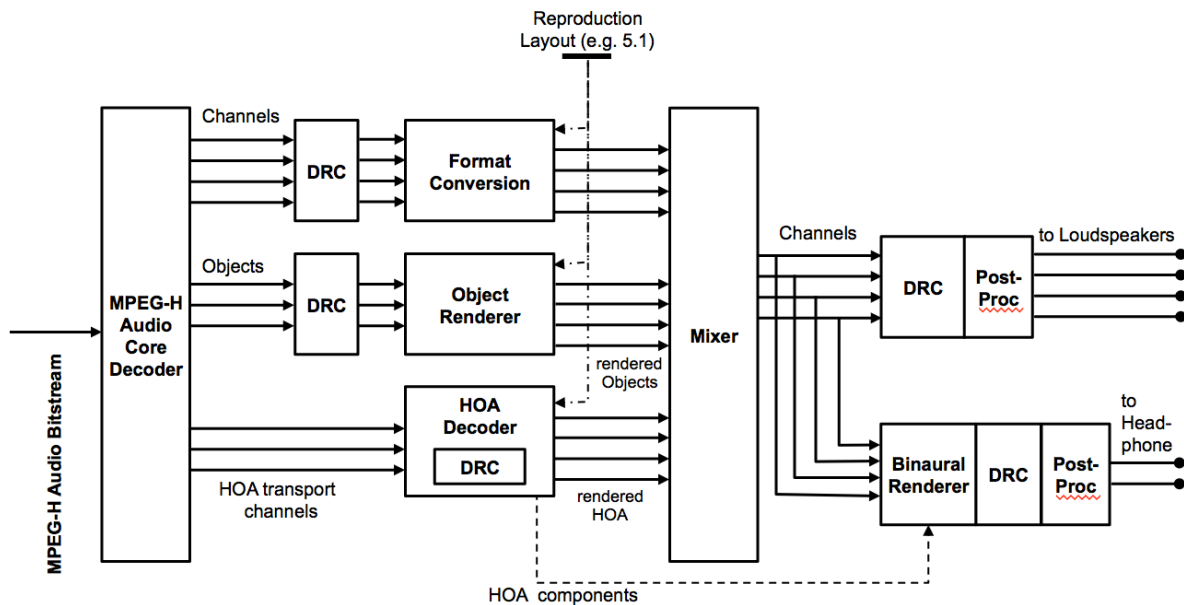 Reproduction
Layout (e.g. 5.1)
Channels
DRC
Format
Conversion
Objects
DRC
Object
Renderer
MPEG-H
Audio
Core
Decoder
MPEG-H Audio Bitstream
rendered
Objects
HOA
Decoder
DRC
HOA transport
channels
rendered
HOA
Mixer
Channels
DRC
Post-
Proc
to Loudspeakers
Binaural
Renderer
DRC
Post-
Proc
to
Head-
phone
HOA components